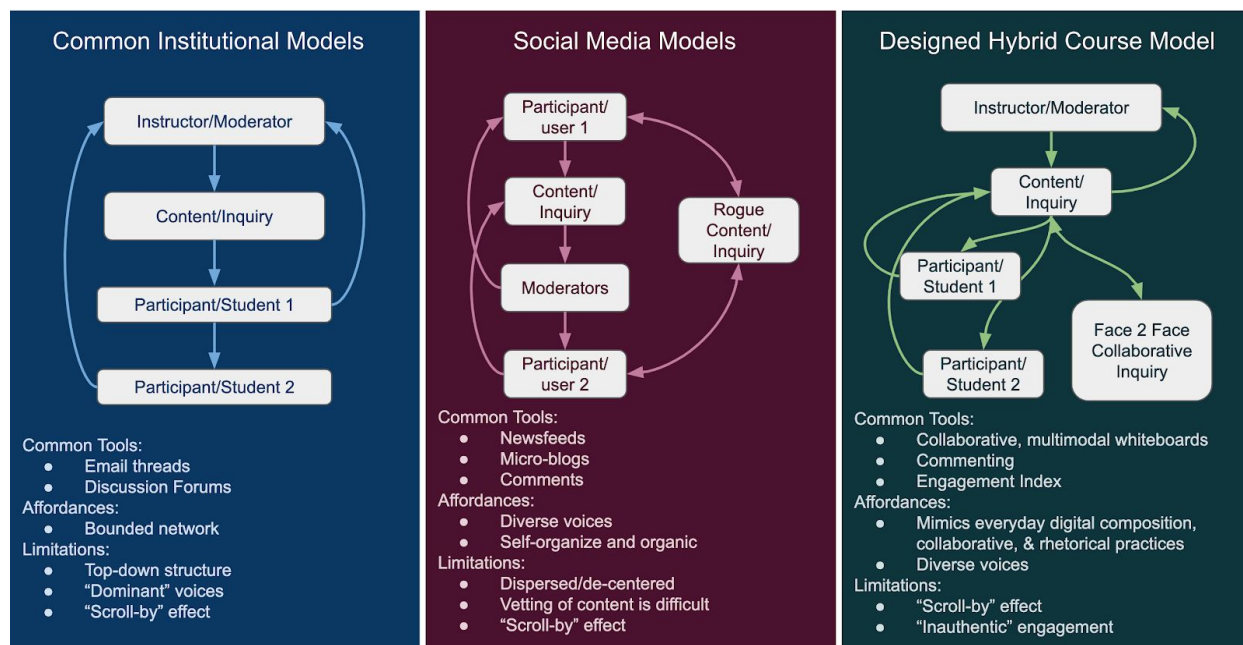 Common Institutional Models
Instructor/Moderator
Content/Inquiry
Participant/Student 1
Participant/Student 2
Common Tools:
● Email threads
● Discussion Forums
Affordances:
● Bounded network
Limitations:
● Top-down structure
● “Dominant” voices
● “Scroll-by” effect
Social Media Models
Participant/
user 1
Content/
Inquiry
Rogue
Content/
Inquiry
Moderators
Participant/
user 2
Common Tools:
● Newsfeeds
● Micro-blogs
● Comments
Affordances:
● Diverse voices
● Self-organize and organic
Limitations:
● Dispersed/de-centered
● Vetting of content is difficult
● “Scroll-by” effect
Designed Hybrid Course Model
Instructor/Moderator
Content/
Inquiry
Participant/
Student 1
Face 2 Face
Collaborative
Inquiry
Participant/
Student 2
Common Tools:
● Collaborative, multimodal whiteboards
● Commenting
● Engagement Index
Affordances:
● Mimics everyday digital composition,
collaborative, & rhetorical practices
● Diverse voices
Limitations:
● “Scroll-by” effect
● “Inauthentic” engagement